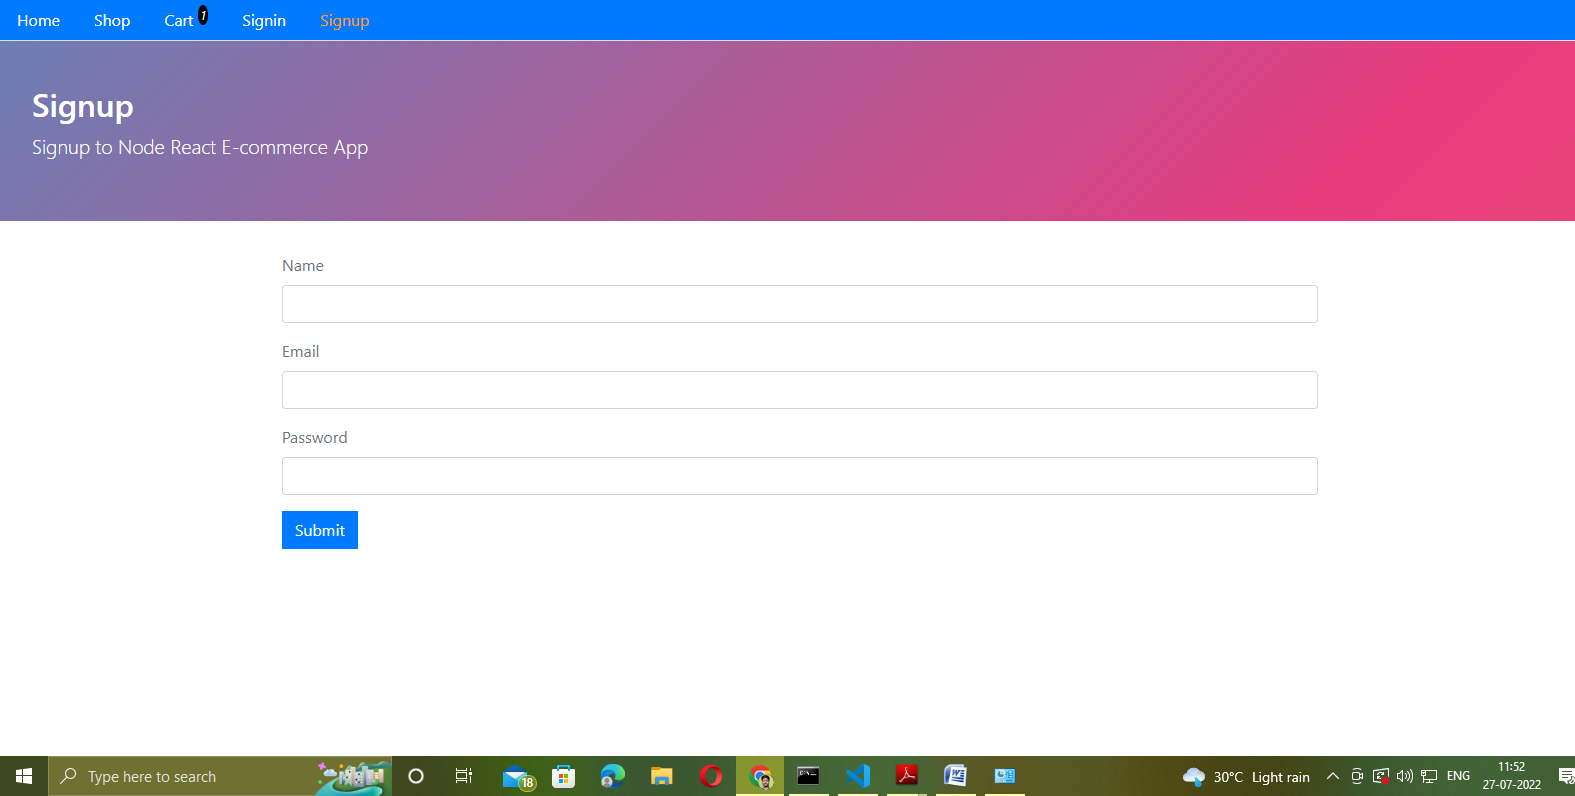 Home Shop Cart 1 Signin Signup
Signup
Signup to Node React E-commerce App
Name
Email
Password
Submit
Type here to search 18 30°C Light rain ENG 11:52
27-07-2022